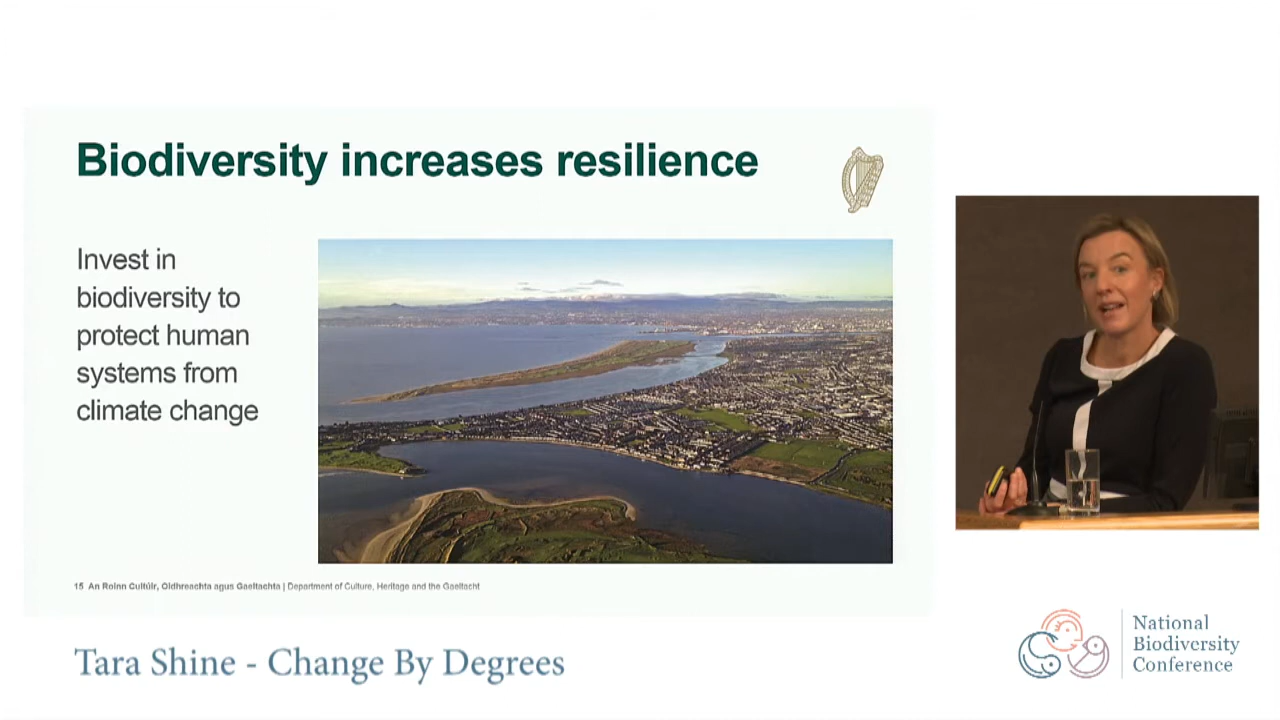 Biodiversity increases resilience
Invest in
biodiversity to
protect human
systems from
climate change
15 An Roinn Cultúir, Oidhreachta agus Gaeltachta | Department of Culture, Heritage and the Gaeltacht
Tara Shine - Change By Degrees
National
Biodiversity
Conference